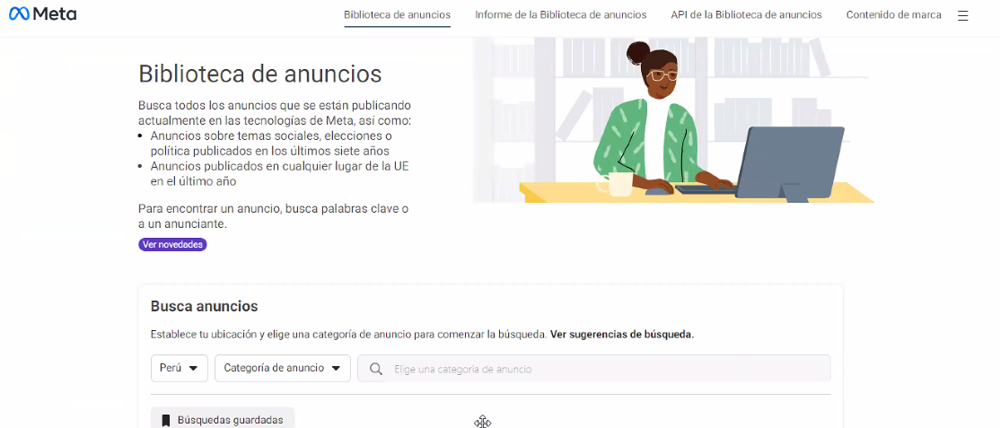 Meta
Biblioteca de anuncios
Informe de la Biblioteca de anuncios
API de la Biblioteca de anuncios
Contenido de marca
Biblioteca de anuncios
Busca todos los anuncios que se están publicando
actualmente en las tecnologías de Meta, así como:
Anuncios sobre temas sociales, elecciones o
política publicados en los últimos siete años
Anuncios publicados en cualquier lugar de la UE
en el último año
Para encontrar un anuncio, busca palabras clave o
a un anunciante.
Ver novedades
Busca anuncios
Establece tu ubicación y elige una categoría de anuncio para comenzar la búsqueda. Ver sugerencias de búsqueda.
Perú
Categoría de anuncio
Elige una categoría de anuncio
Búsquedas guardadas